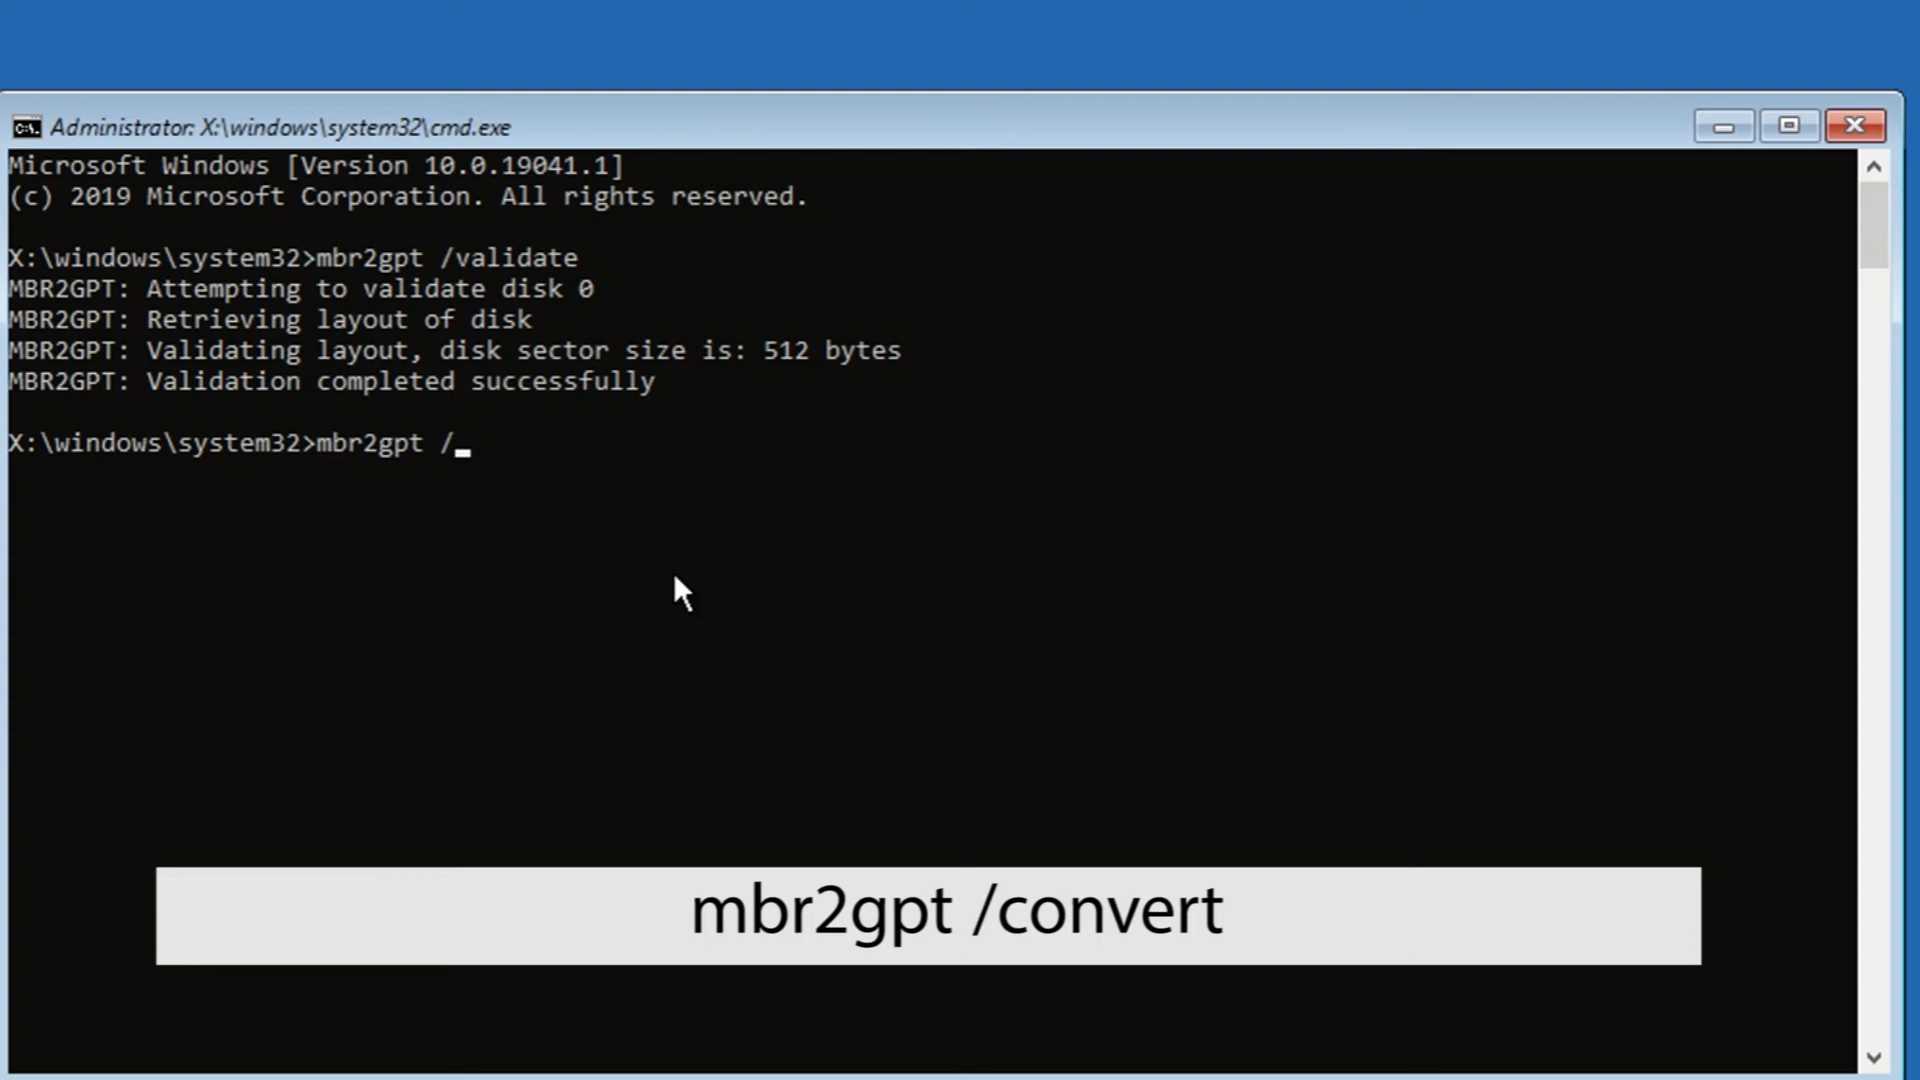 Administrator: X:\windows\system32\cmd.exe
Microsoft Windows [Version 10.0.19041.1]
(c) 2019 Microsoft Corporation. All rights reserved.
X:\windows\system32>mbr2gpt /validate
MBR2GPT: Attempting to validate disk 0
MBR2GPT: Retrieving layout of disk
MBR2GPT: Validating layout, disk sector size is: 512 bytes
MBR2GPT: Validation completed successfully
X:\windows\system32>mbr2gpt /
mbr2gpt /convert